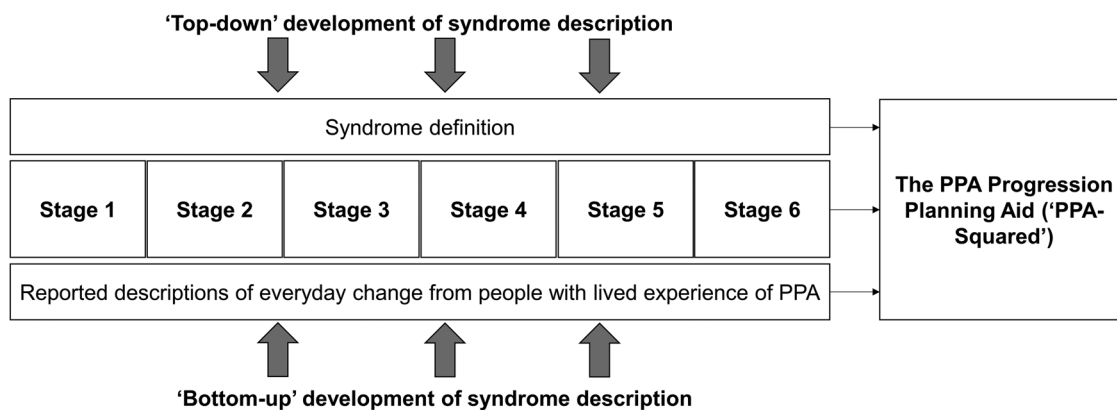 ‘Top-down’ development of syndrome description
Syndrome definition
Stage 1
Stage 2
Stage 3
Stage 4
Stage 5
Stage 6
The PPA Progression
Planning Aid (‘PPA-
Squared’)
Reported descriptions of everyday change from people with lived experience of PPA
‘Bottom-up’ development of syndrome description